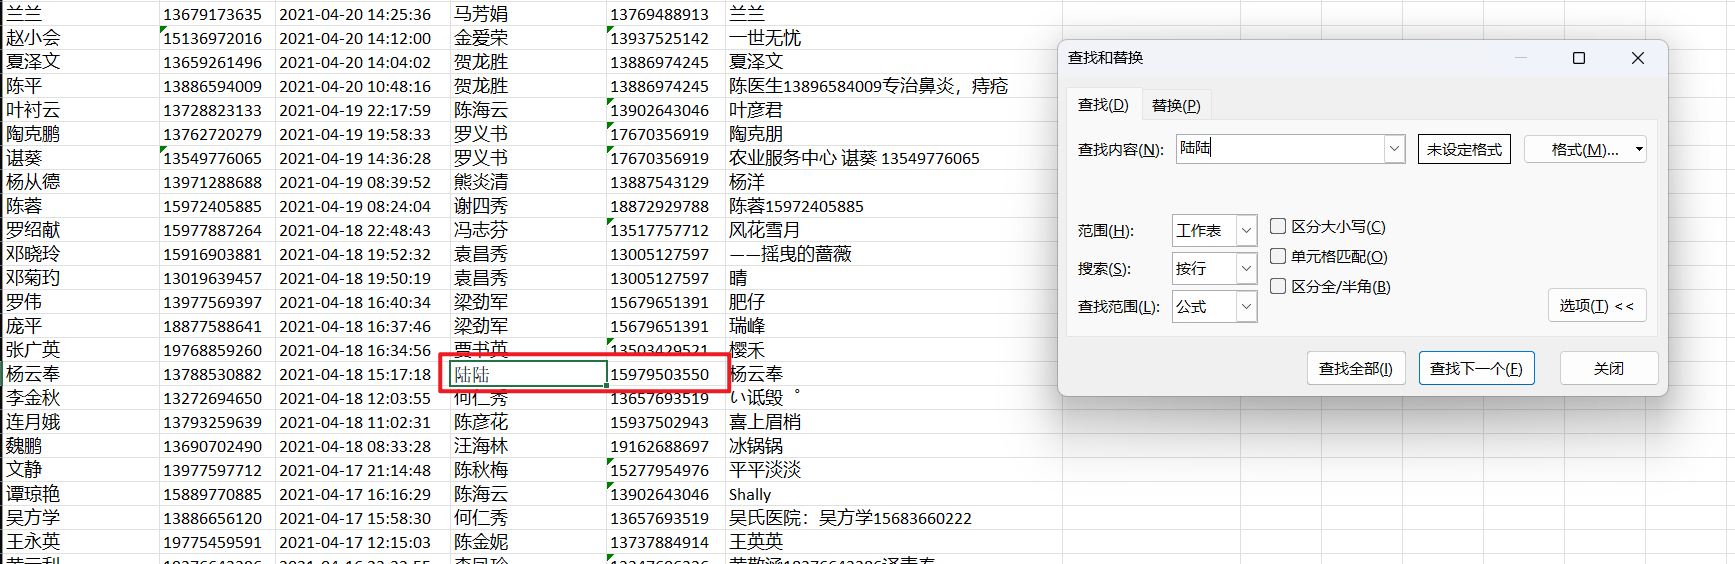 兰兰 13679173635 2021-04-20 14:25:36 马芳娟 13769488913 兰兰
赵小会 15136972016 2021-04-20 14:12:00 金爱荣 13937525142 一世无忧
夏泽文 13659261496 2021-04-20 14:04:02 贺龙胜 13886974245 夏泽文
陈平 13886594009 2021-04-20 10:48:16 贺龙胜 13886974245 陈医生13896584009专治鼻炎，痔疮
叶衬云 13728823133 2021-04-19 22:17:59 陈海云 13902643046 叶彦君
陶克鹏 13762720279 2021-04-19 19:58:33 罗义书 17670356919 陶克朋
谌葵 13549776065 2021-04-19 14:36:28 罗义书 17670356919 农业服务中心 谌葵 13549776065
杨从德 13971288688 2021-04-19 08:39:52 熊炎清 13887543129 杨洋
陈蓉 15972405885 2021-04-19 08:24:04 谢四秀 18872929788 陈蓉15972405885
罗绍献 15977887264 2021-04-18 22:48:43 冯志芬 13517757712 风花雪月
邓晓玲 15916903881 2021-04-18 19:52:32 袁昌秀 13005127597 ——摇曳的蔷薇
邓菊玓 13019639457 2021-04-18 19:50:19 袁昌秀 13005127597 晴
罗伟 13977569397 2021-04-18 16:40:34 梁劲军 15679651391 肥仔
庞平 18877588641 2021-04-18 16:37:46 梁劲军 15679651391 瑞峰
张广英 19768859260 2021-04-18 16:34:56 贾书英 13503429521 樱禾
杨云奉 13788530882 2021-04-18 15:17:18 陆陆 15979503550 杨云奉
李金秋 13272694650 2021-04-18 12:03:55 何仁秀 13657693519 い诋毁゜
连月娥 13793259639 2021-04-18 11:02:31 陈彦花 15937502943 喜上眉梢
魏鹏 13690702490 2021-04-18 08:33:28 汪海林 19162688697 冰锅锅
文静 13977597712 2021-04-17 21:14:48 陈秋梅 15277954976 平平淡淡
谭琼艳 15889770885 2021-04-17 16:16:29 陈海云 13902643046 Shally
吴方学 13886656120 2021-04-17 15:58:30 何仁秀 13657693519 吴氏医院：吴方学15683660222
王永英 19775459591 2021-04-17 12:15:03 陈金妮 13737884914 王英英
查找和替换
查找(D) 替换(P)
查找内容(N): 陆陆 未设定格式 格式(M)...
范围(H): 工作表 区分大小写(C)
单元格匹配(O)
搜索(S): 按行
区分全/半角(B)
查找范围(L): 公式 选项(T) <<
查找全部(I) 查找下一个(F) 关闭